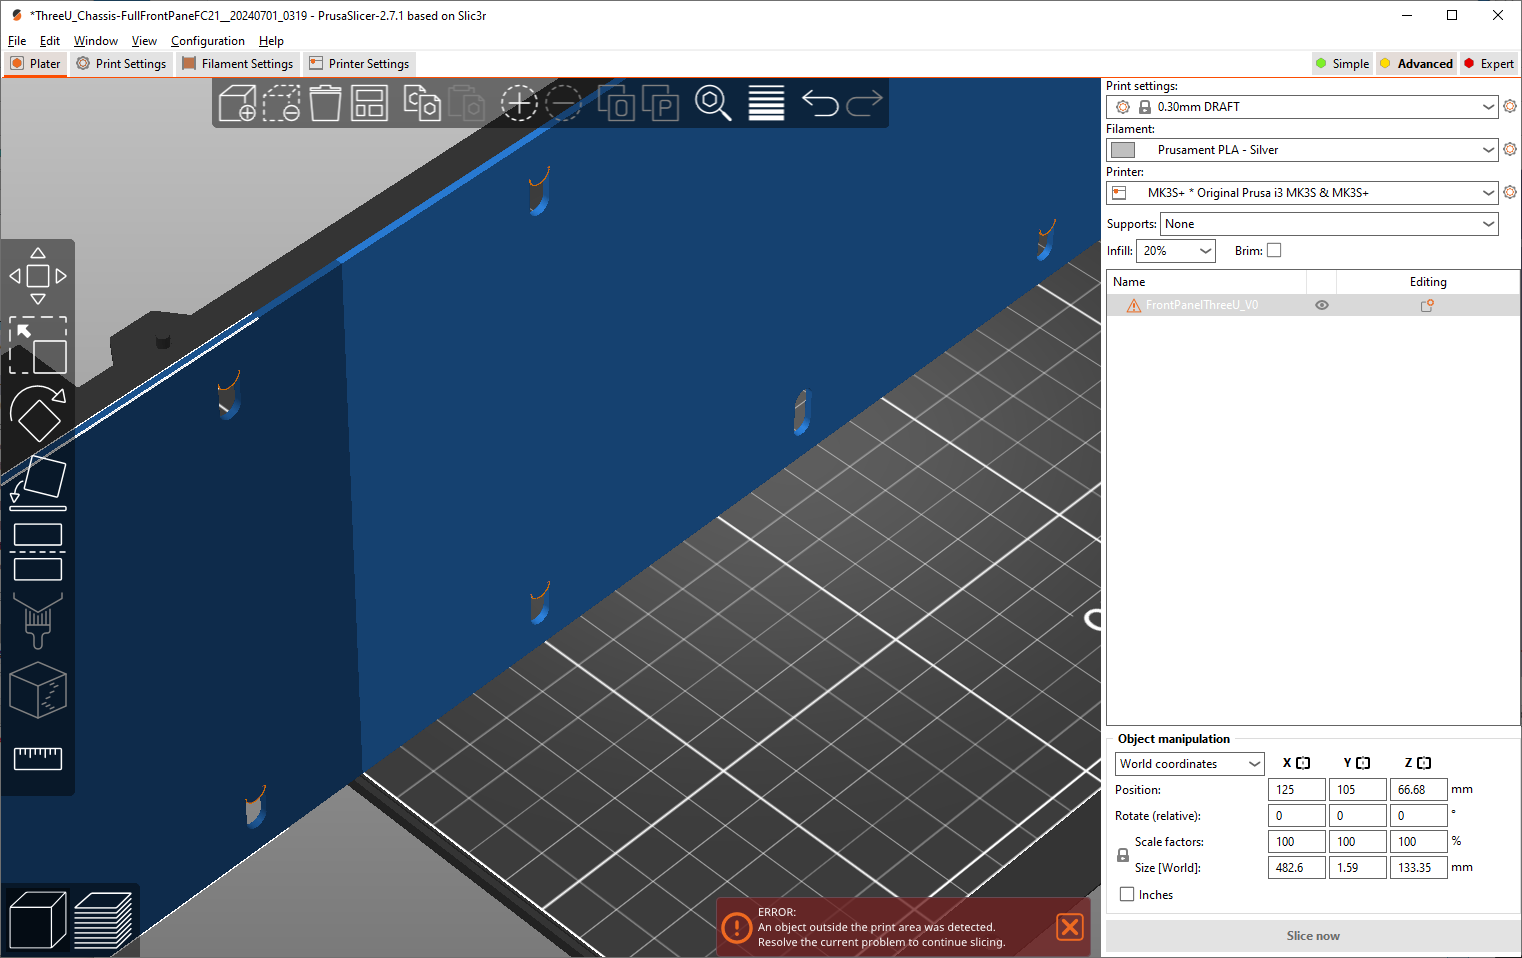 *ThreeU_Chassis-FullFrontPaneFC21__20240701_0319 - PrusaSlicer-2.7.1 based on Slic3r
File Edit Window View Configuration Help
Plater Print Settings Filament Settings Printer Settings Simple Advanced Expert
Print settings:
0.30mm DRAFT
Filament:
Prusament PLA - Silver
Printer:
MK3S+ * Original Prusa i3 MK3S & MK3S+
Supports: None
Infill: 20% Brim:
Name Editing
FrontPanelThreeU_V0
Object manipulation
World coordinates X Y Z
Position: 125 105 66.68 mm
Rotate (relative): 0 0 0 °
Scale factors: 100 100 100 %
Size [World]: 482.6 1.59 133.35 mm
Inches
Slice now
ERROR:
An object outside the print area was detected.
Resolve the current problem to continue slicing.